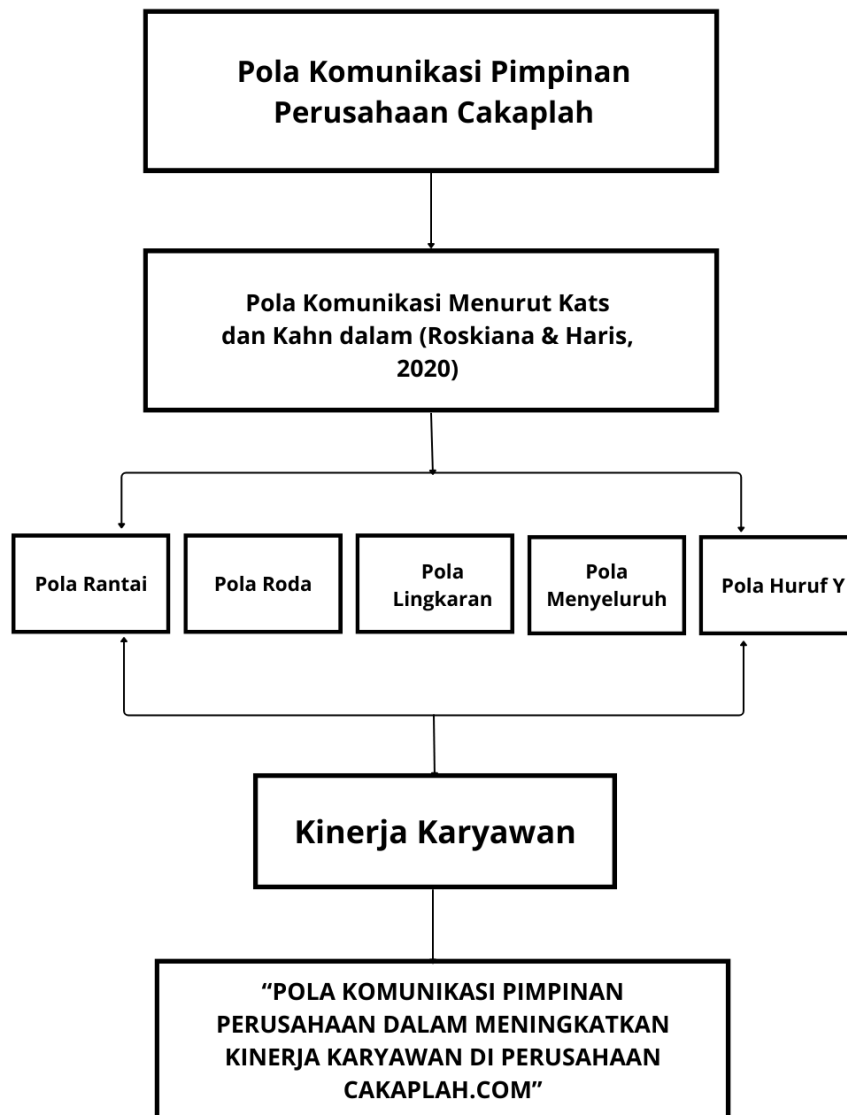 Pola Komunikasi Pimpinan
Perusahaan Cakaplah
Pola Komunikasi Menurut Kats
dan Kahn dalam (Roskiana & Haris,
2020)
Pola Rantai
Pola Roda
Pola
Lingkaran
Pola
Menyeluruh
Pola Huruf Y
Kinerja Karyawan
“POLA KOMUNIKASI PIMPINAN
PERUSAHAAN DALAM MENINGKATKAN
KINERJA KARYAWAN DI PERUSAHAAN
CAKAPLAH.COM”